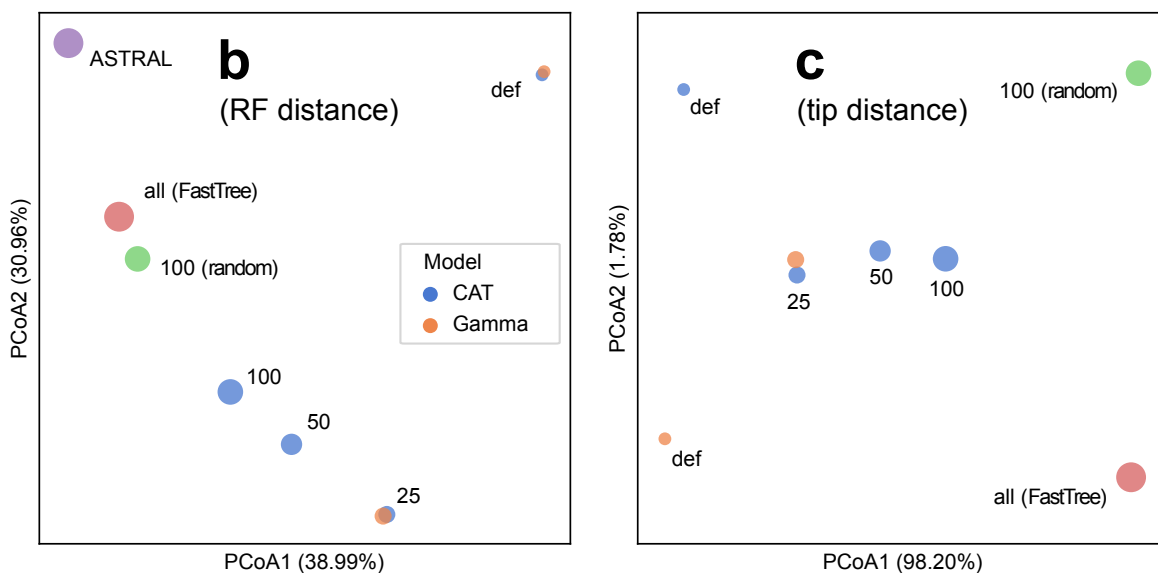 b
(RF distance)
ASTRAL
def
all (FastTree)
100 (random)
Model
CAT
Gamma
100
50
25
PCoA2 (30.96%)
PCoA1 (38.99%)
c
(tip distance)
def
100 (random)
25
50
100
def
all (FastTree)
PCoA2 (1.78%)
PCoA1 (98.20%)